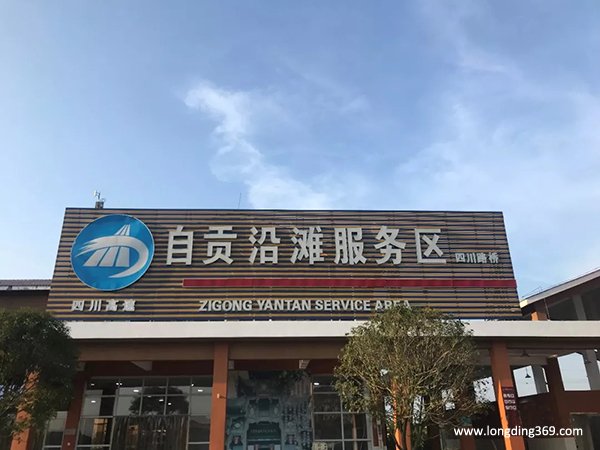 自贡沿滩服务区 四川路桥
四川高速 ZIGONG YANTAN SERVICE AREA
www.longding369.com